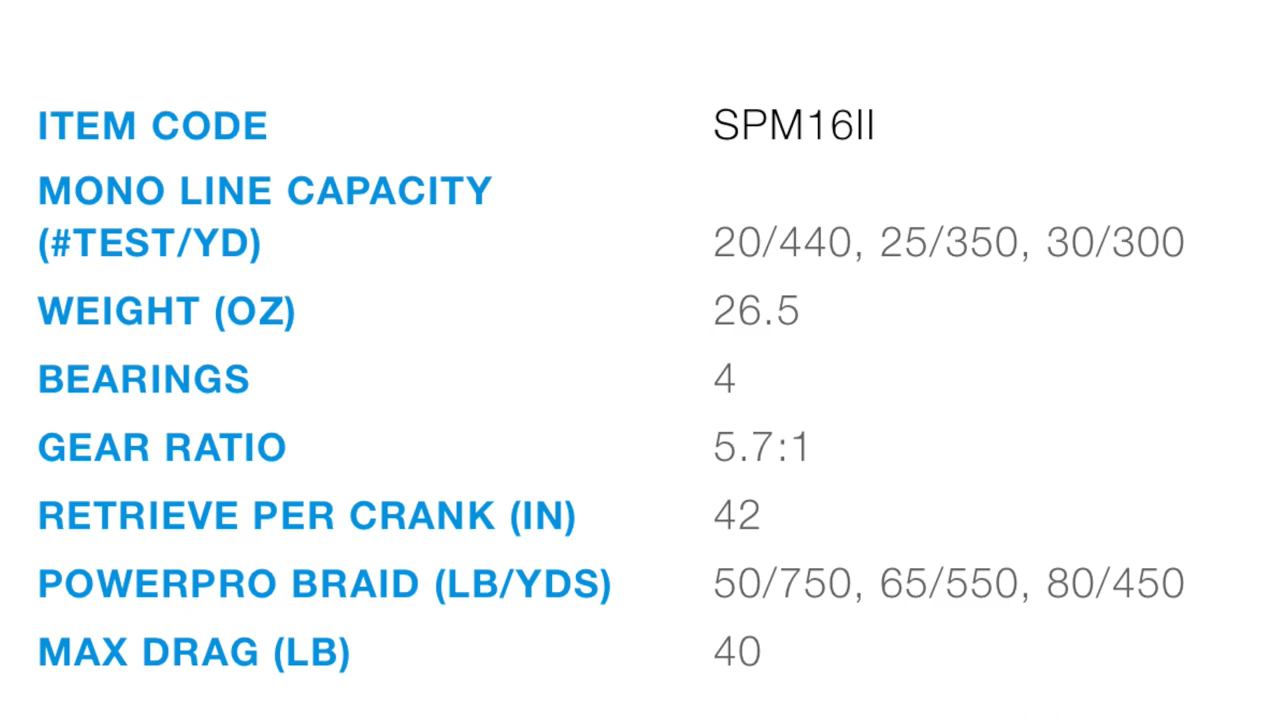 ITEM CODE SPM16II
MONO LINE CAPACITY
(#TEST/YD) 20/440, 25/350, 30/300
WEIGHT (OZ) 26.5
BEARINGS 4
GEAR RATIO 5.7:1
RETRIEVE PER CRANK (IN) 42
POWERPRO BRAID (LB/YDS) 50/750, 65/550, 80/450
MAX DRAG (LB) 40